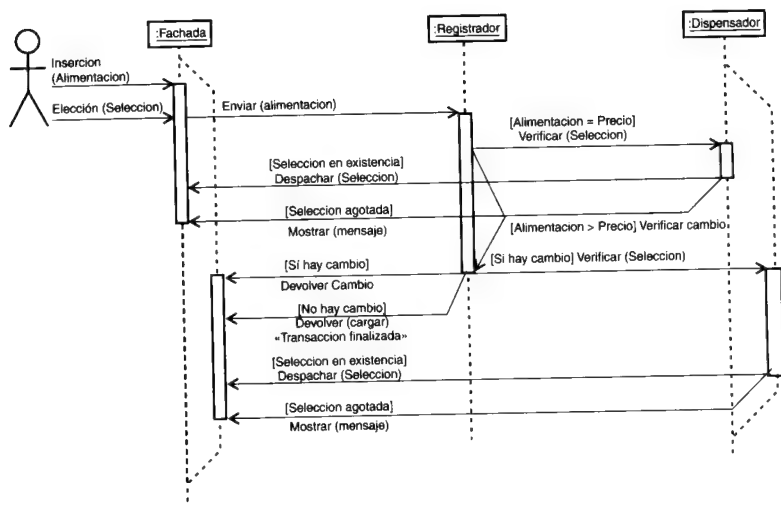 :Fachada
:Registrador
:Dispensador
Insercion
(Alimentacion)
Elección (Seleccion)
Enviar (alimentacion)
[Alimentacion = Precio]
Verificar (Seleccion)
[Seleccion en existencia]
Despachar (Seleccion)
[Seleccion agotada]
Mostrar (mensaje)
[Alimentacion > Precio] Verificar cambio
[Sí hay cambio]
Devolver Cambio
[Si hay cambio] Verificar (Seleccion)
[No hay cambio]
Devolver (cargar)
«Transaccion finalizada»
[Seleccion en existencia]
Despachar (Seleccion)
[Seleccion agotada]
Mostrar (mensaje)